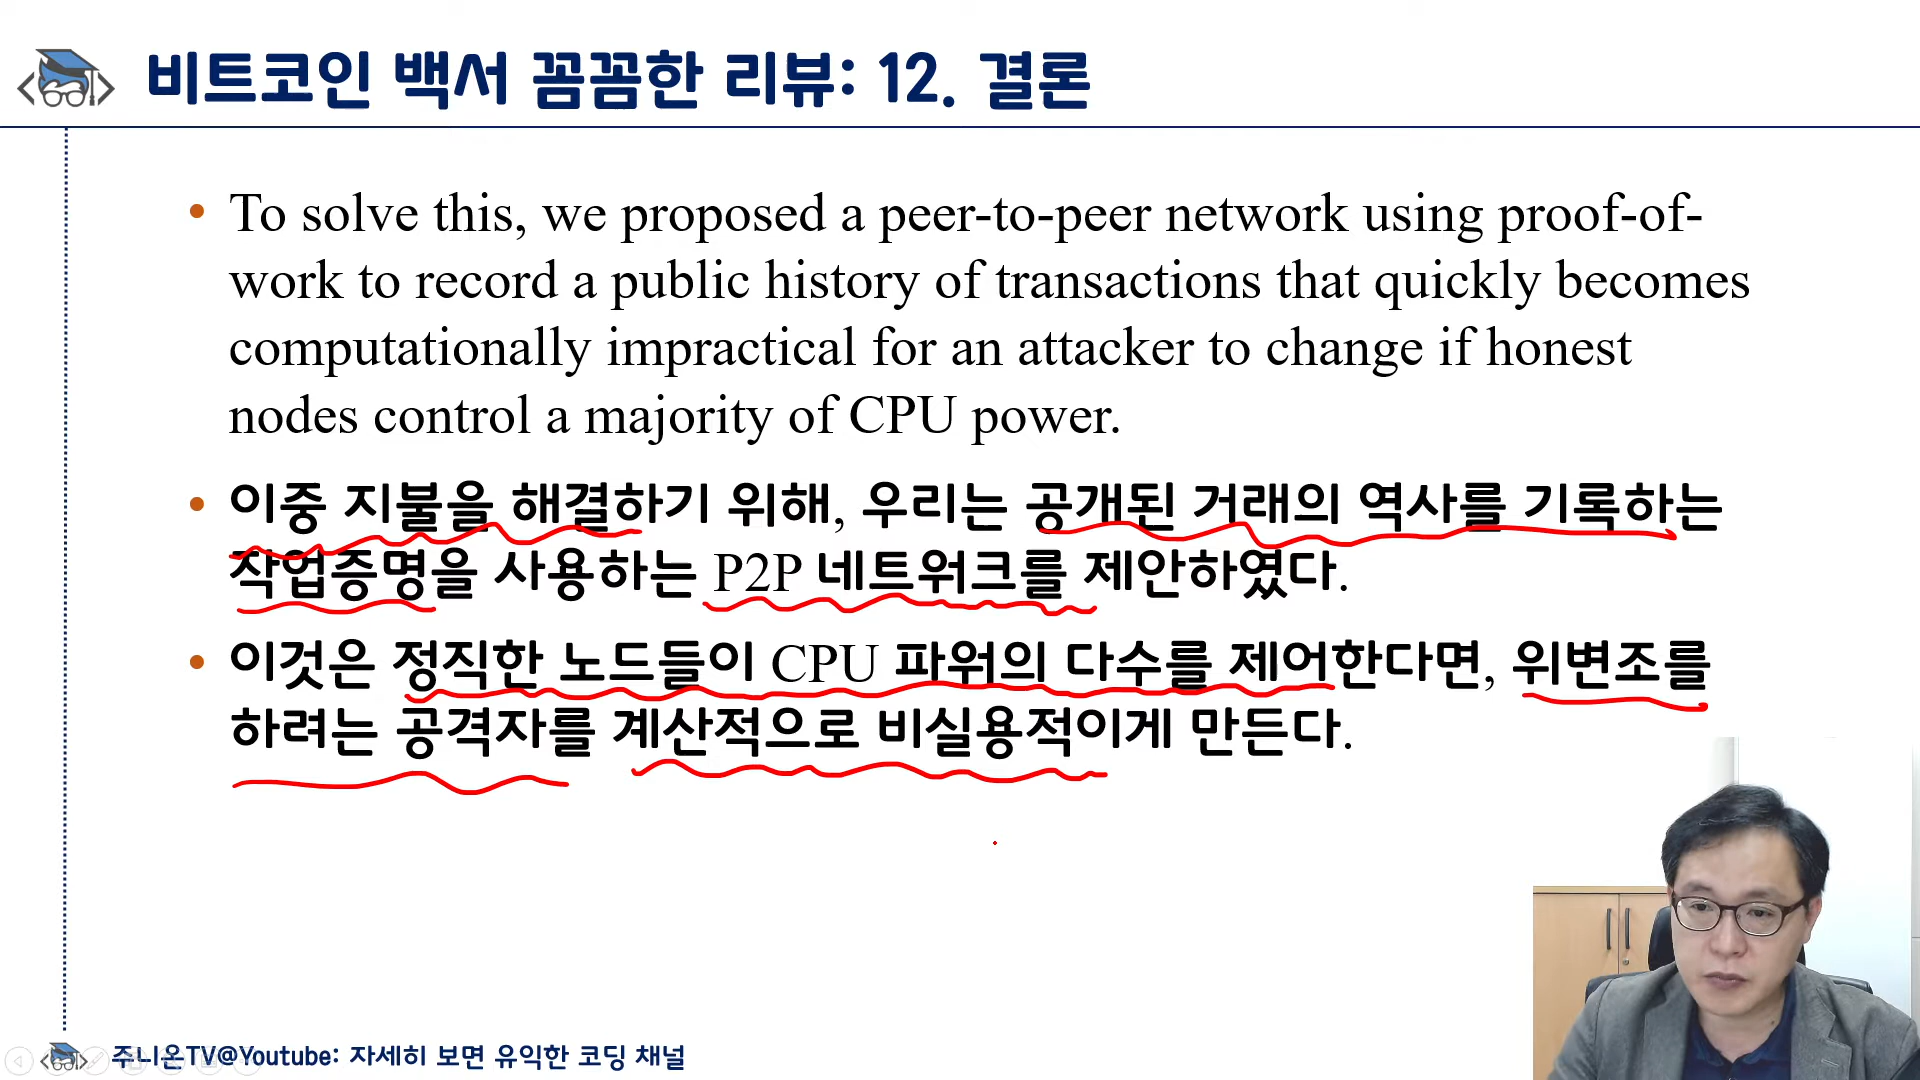 비트코인 백서 꼼꼼한 리뷰: 12. 결론
• To solve this, we proposed a peer-to-peer network using proof-of-
work to record a public history of transactions that quickly becomes
computationally impractical for an attacker to change if honest
nodes control a majority of CPU power.
• 이중 지불을 해결하기 위해, 우리는 공개된 거래의 역사를 기록하는
작업증명을 사용하는 P2P 네트워크를 제안하였다.
• 이것은 정직한 노드들이 CPU 파워의 다수를 제어한다면, 위변조를
하려는 공격자를 계산적으로 비실용적이게 만든다.
쥬니온TV@Youtube: 자세히 보면 유익한 코딩 채널